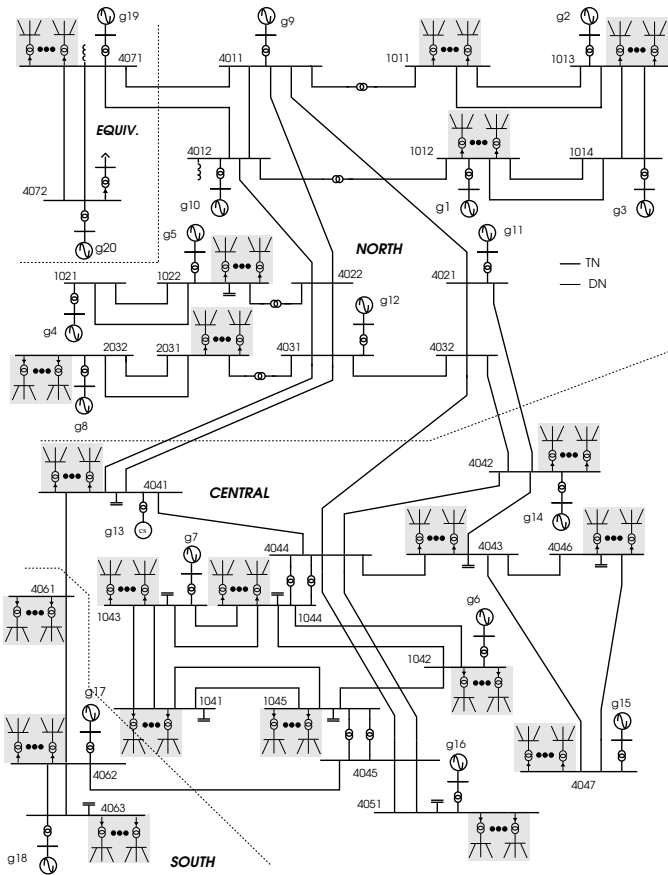 g19
g9
g2
4071
4011
1011
1013
EQUIV.
4012
1012
1014
4072
g10
g1
g3
g20
g5
NORTH
g11
TN
DN
1021
1022
4022
4021
g4
g12
2032
2031
4031
4032
g8
4042
4041
CENTRAL
g13
cs
g14
g7
4044
4043
4046
4061
1043
1044
g6
1042
g17
1041
1045
g15
g16
4062
4045
4047
4063
4051
g18
SOUTH